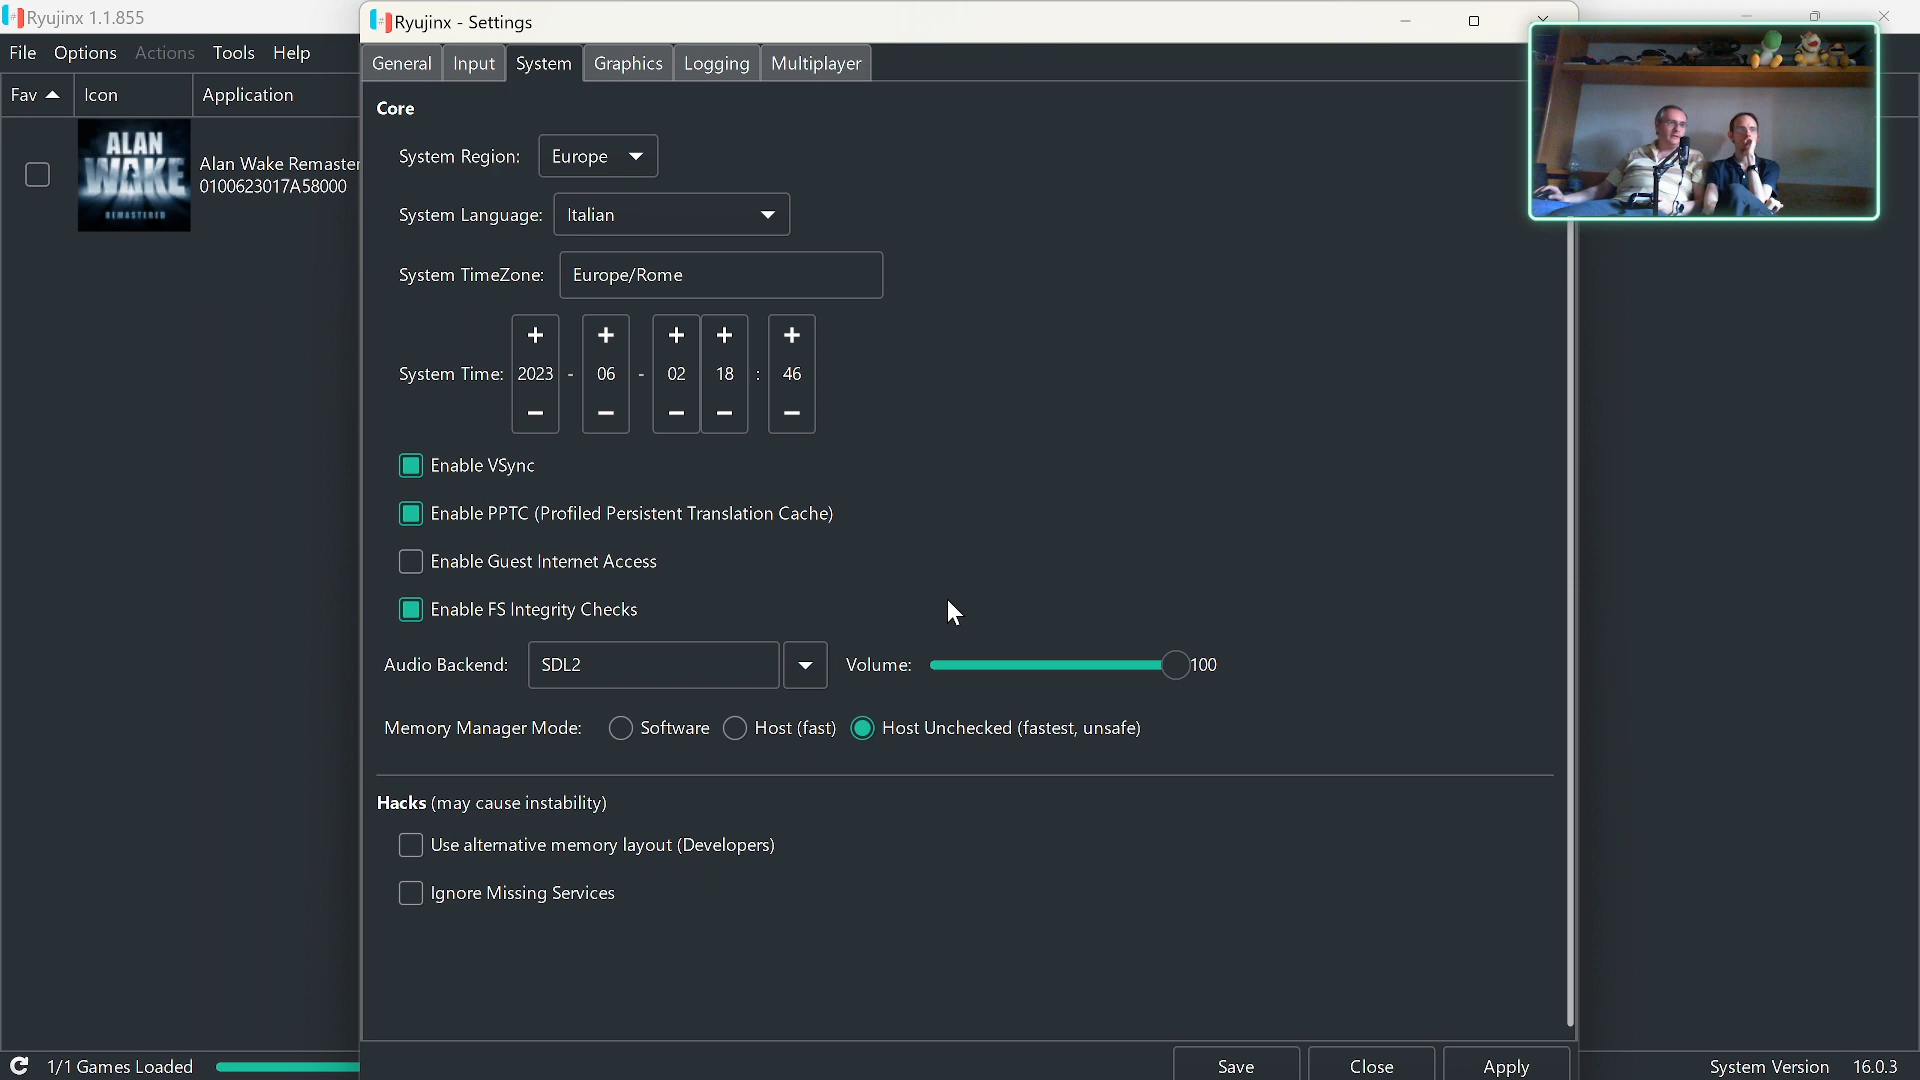 Ryujinx 1.1.855
File Options Actions Tools Help
Fav Icon Application
ALAN WAKE REMASTERED
Alan Wake Remaster
0100623017A58000
Ryujinx - Settings
General Input System Graphics Logging Multiplayer
Core
System Region: Europe
System Language: Italian
System TimeZone: Europe/Rome
+ + + + +
System Time: 2023 - 06 - 02 18 : 46
− − − − −
Enable VSync
Enable PPTC (Profiled Persistent Translation Cache)
Enable Guest Internet Access
Enable FS Integrity Checks
Audio Backend: SDL2 Volume: 100
Memory Manager Mode: Software Host (fast) Host Unchecked (fastest, unsafe)
Hacks (may cause instability)
Use alternative memory layout (Developers)
Ignore Missing Services
Save Close Apply
1/1 Games Loaded
System Version 16.0.3